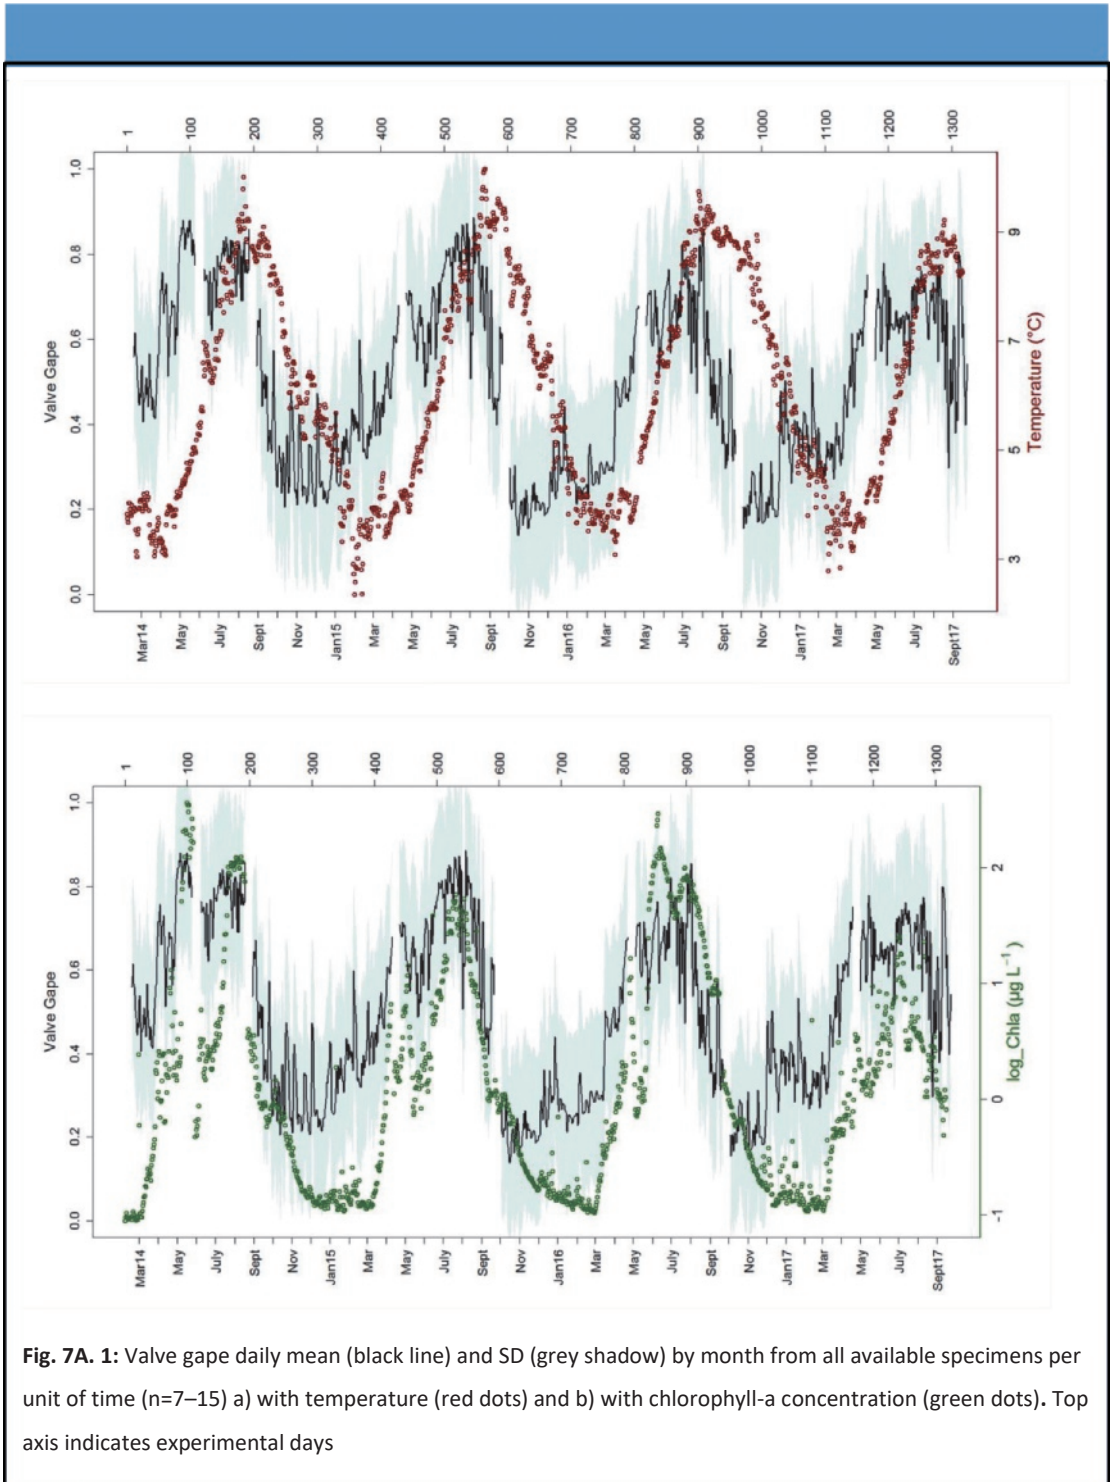 1 100 200 300 400 500 600 700 800 900 1000 1100 1200 1300
Valve Gape
1.0
0.8
0.6
0.4
0.2
0.0
9
7
5
3
Temperature (°C)
Mar14 May July Sept Nov Jan15 Mar May July Sept Nov Jan16 Mar May July Sept Nov Jan17 Mar May July Sept17
1 100 200 300 400 500 600 700 800 900 1000 1100 1200 1300
Valve Gape
1.0
0.8
0.6
0.4
0.2
0.0
2
1
0
-1
log_Chla (µg L⁻¹)
Mar14 May July Sept Nov Jan15 Mar May July Sept Nov Jan16 Mar May July Sept Nov Jan17 Mar May July Sept17
Fig. 7A. 1: Valve gape daily mean (black line) and SD (grey shadow) by month from all available specimens per
unit of time (n=7–15) a) with temperature (red dots) and b) with chlorophyll-a concentration (green dots). Top
axis indicates experimental days